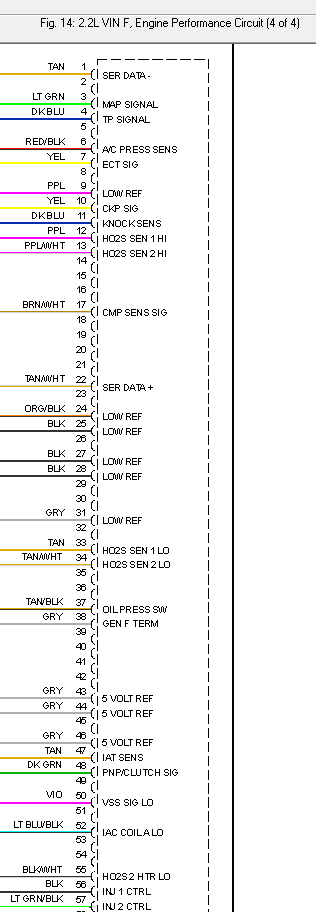 Fig. 14: 2.2L VIN F, Engine Performance Circuit (4 of 4)
TAN 1 SER DATA -
2
LT GRN 3 MAP SIGNAL
DK BLU 4 TP SIGNAL
5
RED/BLK 6 A/C PRESS SENS
YEL 7 ECT SIG
8
PPL 9 LOW REF
YEL 10 CKP SIG
DK BLU 11 KNOCK SENS
PPL 12 HO2S SEN 1 HI
PPL/WHT 13 HO2S SEN 2 HI
14
15
16
BRN/WHT 17 CMP SENS SIG
18
19
20
21
TAN/WHT 22 SER DATA +
23
ORG/BLK 24 LOW REF
BLK 25 LOW REF
26
BLK 27 LOW REF
BLK 28 LOW REF
29
30
GRY 31 LOW REF
32
TAN 33 HO2S SEN 1 LO
TAN/WHT 34 HO2S SEN 2 LO
35
36
TAN/BLK 37 OIL PRESS SW
GRY 38 GEN F TERM
39
40
41
42
GRY 43 5 VOLT REF
GRY 44 5 VOLT REF
45
GRY 46 5 VOLT REF
TAN 47 IAT SENS
DK GRN 48 PNP/CLUTCH SIG
49
VIO 50 VSS SIG LO
51
LT BLU/BLK 52 IAC COIL A LO
53
54
BLK/WHT 55 HO2S 2 HTR LO
BLK 56 INJ 1 CTRL
LT GRN/BLK 57 INJ 2 CTRL